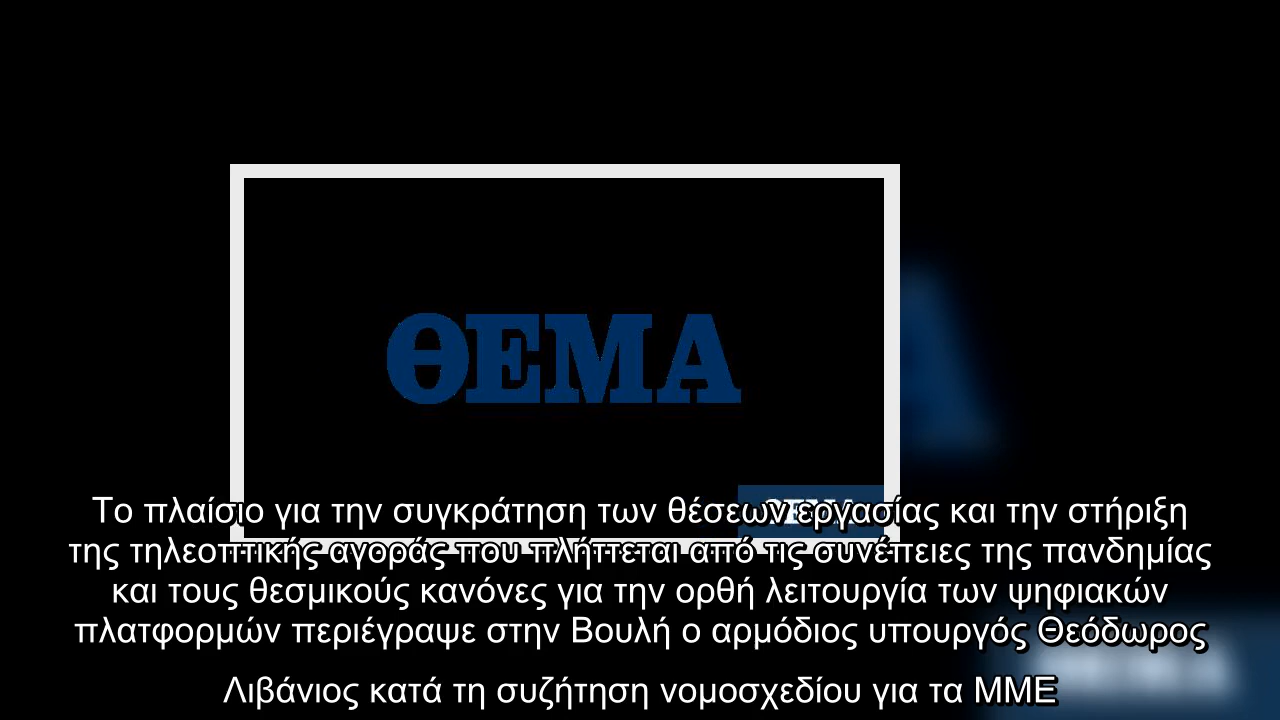 ΘΕΜΑ
ΘΕΜΑ
Το πλαίσιο για την συγκράτηση των θέσεων εργασίας και την στήριξη
της τηλεοπτικής αγοράς που πλήττεται από τις συνέπειες της πανδημίας
και τους θεσμικούς κανόνες για την ορθή λειτουργία των ψηφιακών
πλατφορμών περιέγραψε στην Βουλή ο αρμόδιος υπουργός Θεόδωρος
Λιβάνιος κατά τη συζήτηση νομοσχεδίου για τα ΜΜΕ